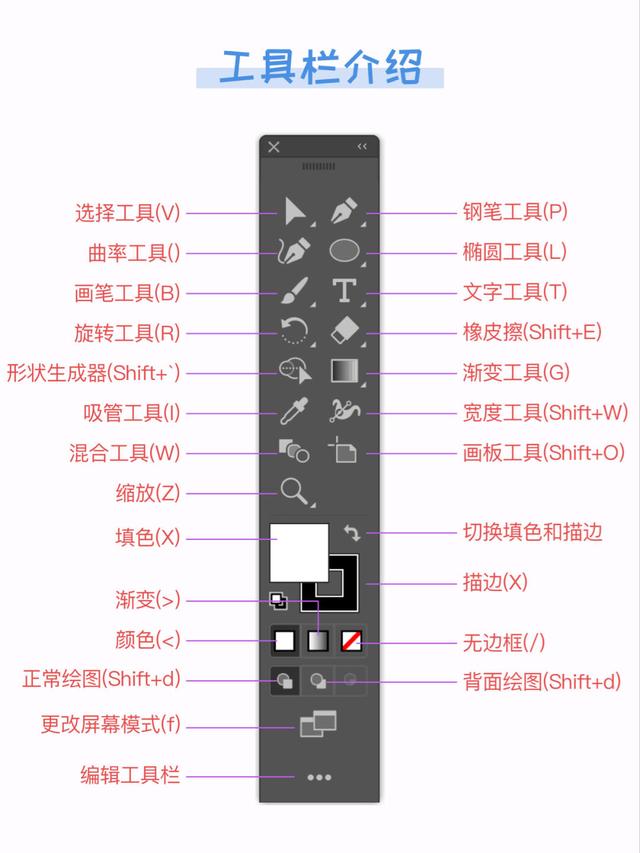 工具栏介绍
选择工具(V)
钢笔工具(P)
曲率工具()
椭圆工具(L)
画笔工具(B)
文字工具(T)
旋转工具(R)
橡皮擦(Shift+E)
形状生成器(Shift+`)
渐变工具(G)
吸管工具(I)
宽度工具(Shift+W)
混合工具(W)
画板工具(Shift+O)
缩放(Z)
填色(X)
切换填色和描边
描边(X)
渐变(>)
颜色(<)
无边框(/)
正常绘图(Shift+d)
背面绘图(Shift+d)
更改屏幕模式(f)
编辑工具栏